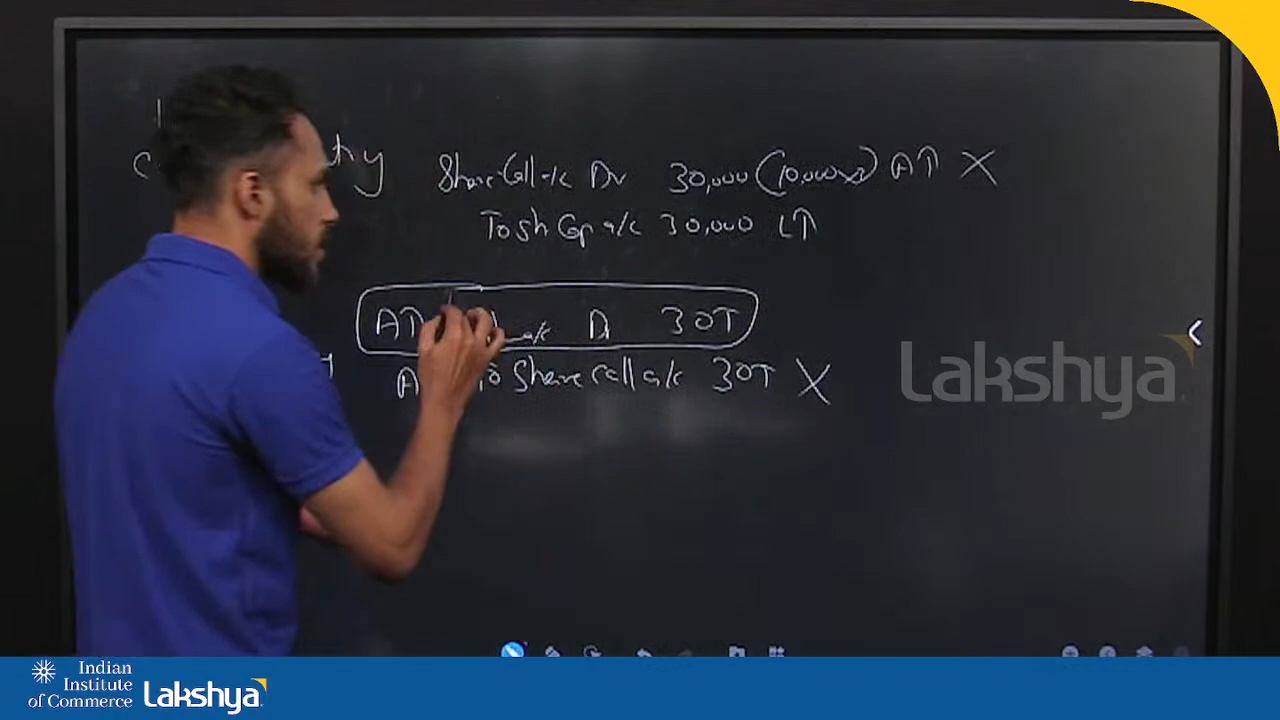 Share Call a/c Dr 30,000 (10,000x3) A↑ X
To Sh Cap a/c 30,000 L↑
A↑ a/c Dr 30T
To Share Call a/c 30T X
Lakshya
Indian
Institute
of Commerce Lakshya